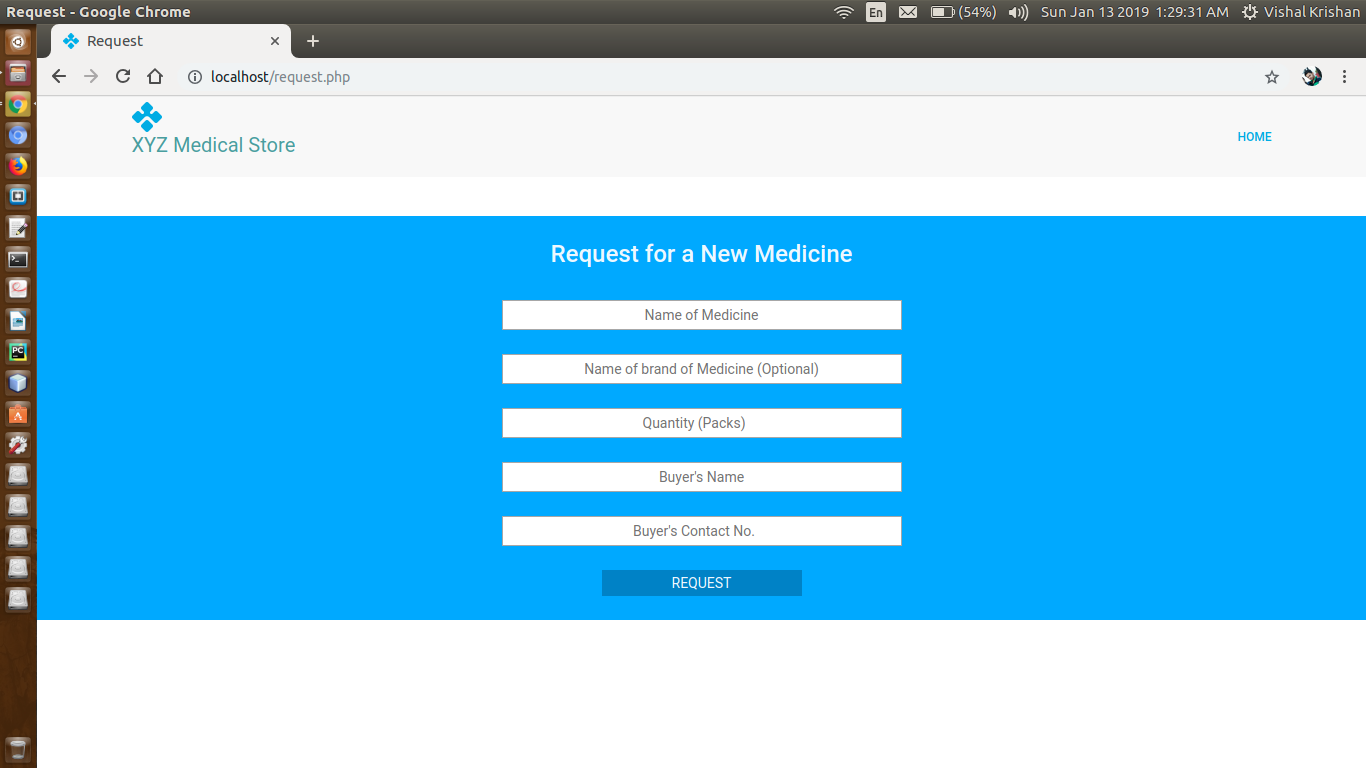 Request - Google Chrome
En
(54%)
Sun Jan 13 2019 1:29:31 AM
Vishal Krishan
Request
localhost/request.php
XYZ Medical Store
HOME
Request for a New Medicine
Name of Medicine
Name of brand of Medicine (Optional)
Quantity (Packs)
Buyer's Name
Buyer's Contact No.
REQUEST
PC